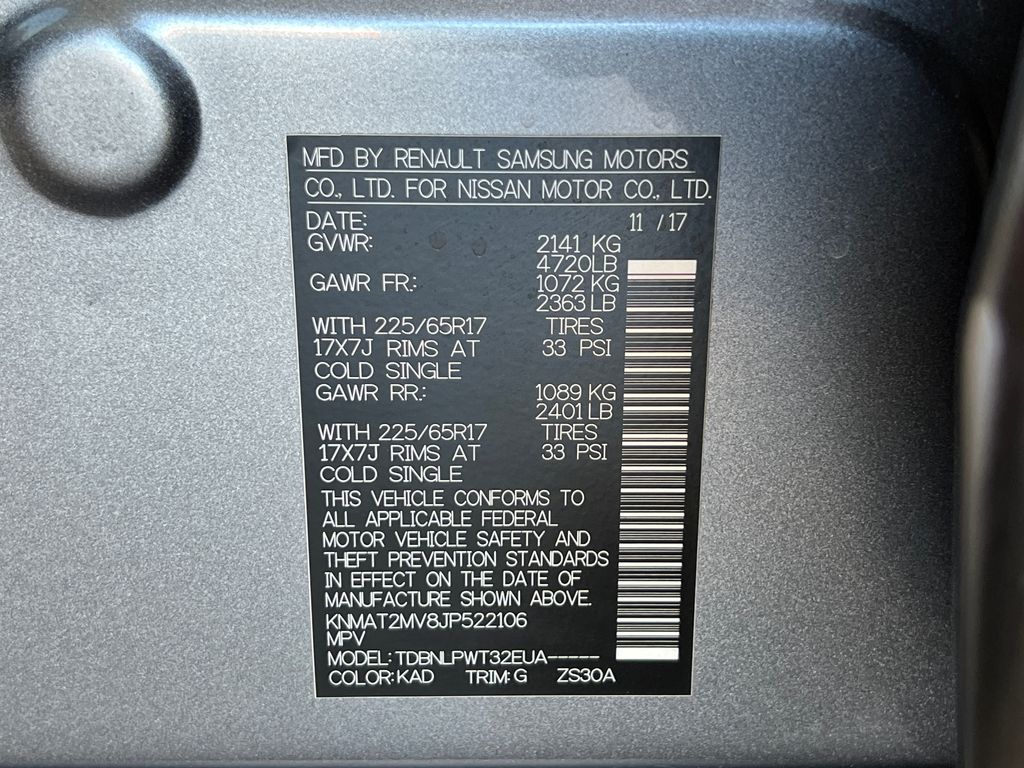 MFD BY RENAULT SAMSUNG MOTORS
CO., LTD. FOR NISSAN MOTOR CO., LTD.
DATE: 11 / 17
GVWR: 2141 KG
4720LB
GAWR FR.: 1072 KG
2363 LB
WITH 225/65R17 TIRES
17X7J RIMS AT 33 PSI
COLD SINGLE
GAWR RR.: 1089 KG
2401 LB
WITH 225/65R17 TIRES
17X7J RIMS AT 33 PSI
COLD SINGLE
THIS VEHICLE CONFORMS TO
ALL APPLICABLE FEDERAL
MOTOR VEHICLE SAFETY AND
THEFT PREVENTION STANDARDS
IN EFFECT ON THE DATE OF
MANUFACTURE SHOWN ABOVE.
KNMAT2MV8JP522106
MPV
MODEL: TDBNLPWT32EUA-----
COLOR: KAD TRIM: G ZS30A